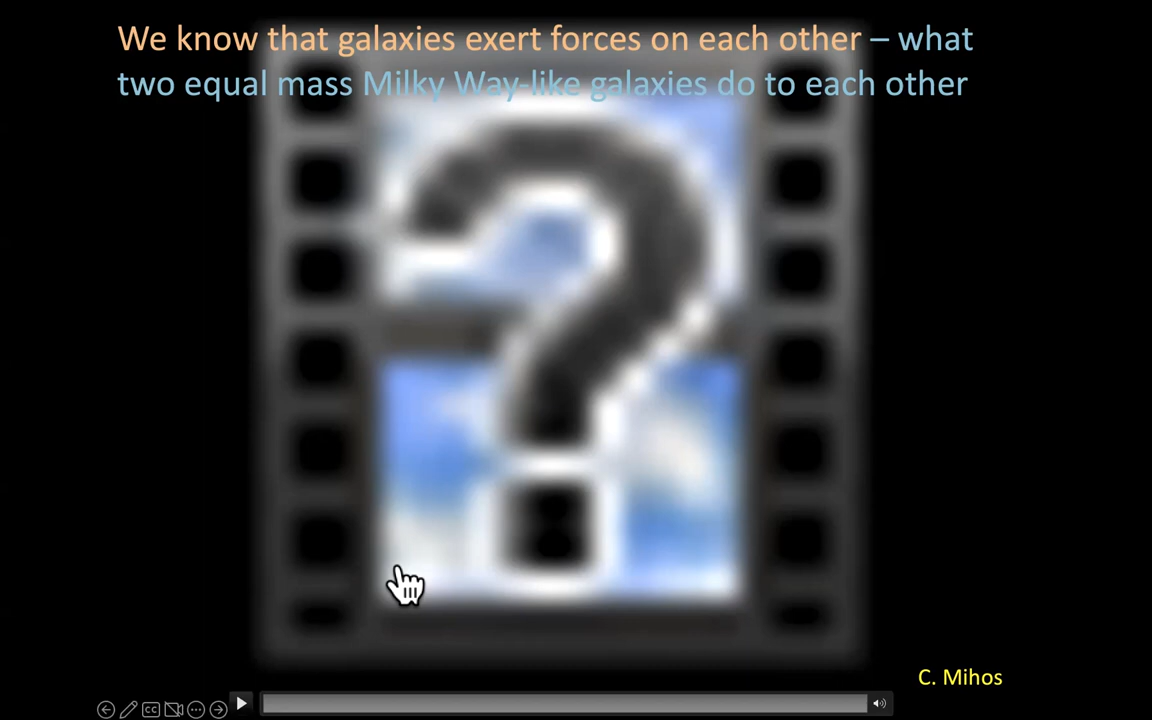 We know that galaxies exert forces on each other – what
two equal mass Milky Way-like galaxies do to each other
C. Mihos
CC